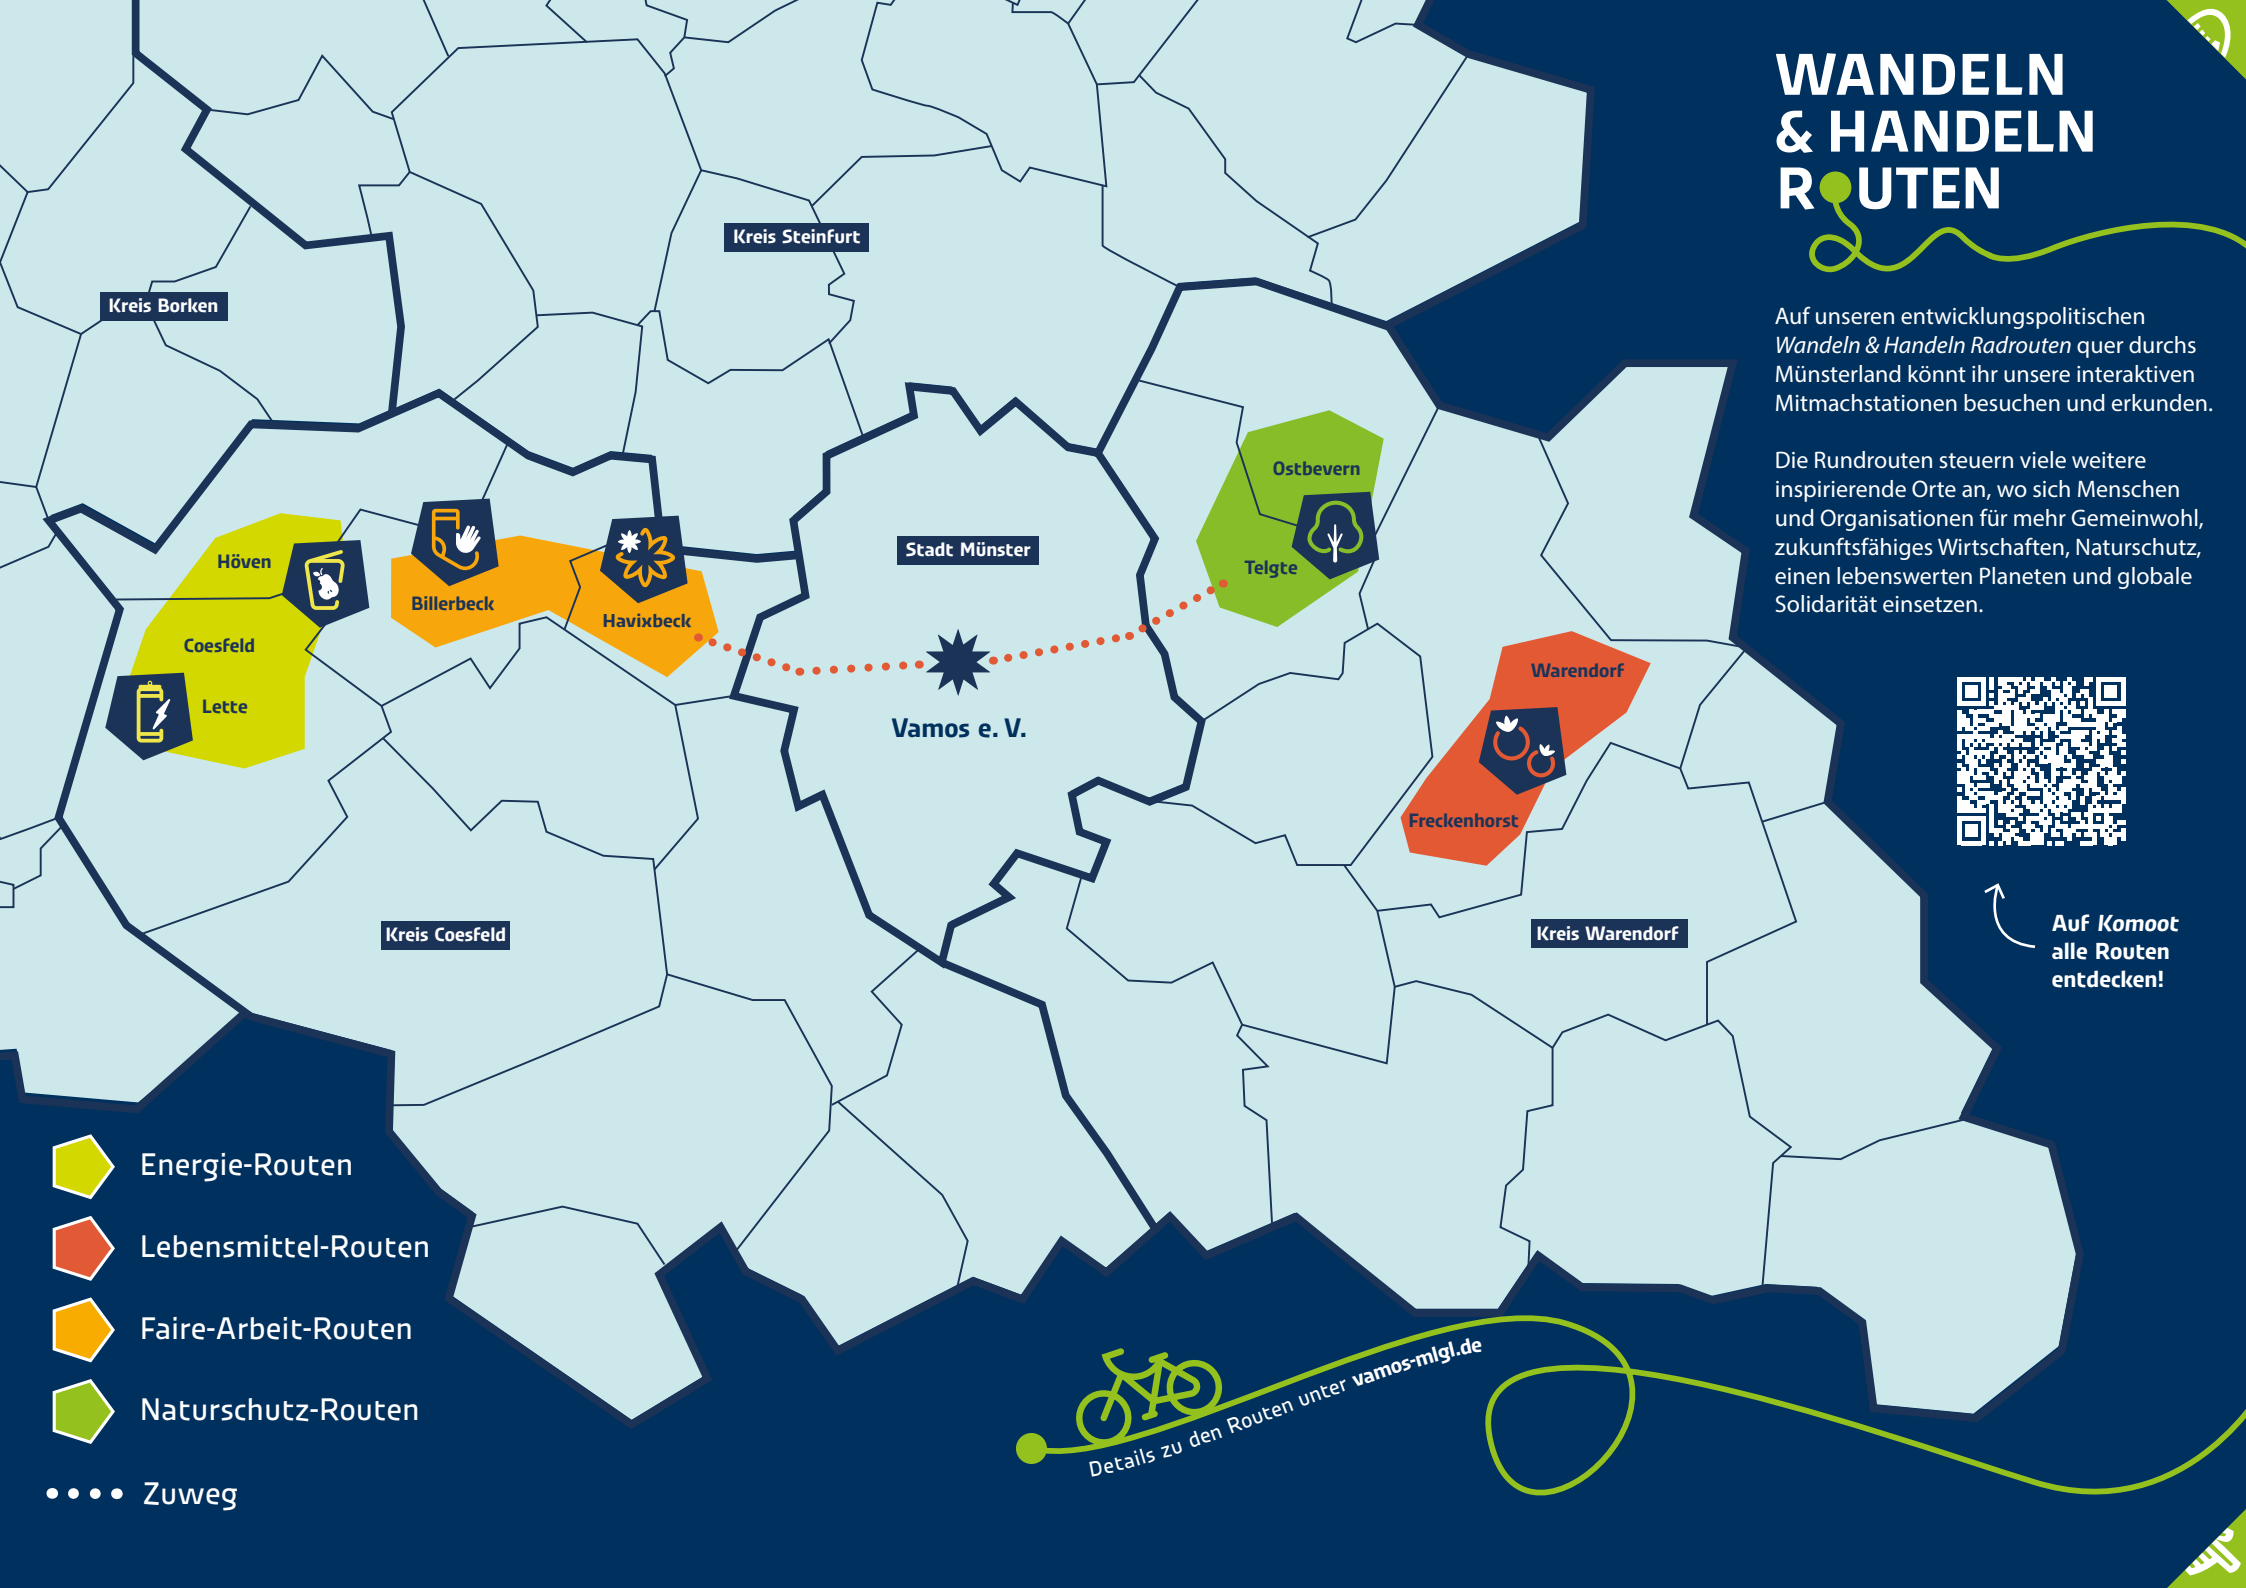 WANDELN
& HANDELN
ROUTEN
Auf unseren entwicklungspolitischen
Wandeln & Handeln Radrouten quer durchs
Münsterland könnt ihr unsere interaktiven
Mitmachstationen besuchen und erkunden.
Die Rundrouten steuern viele weitere
inspirierende Orte an, wo sich Menschen
und Organisationen für mehr Gemeinwohl,
zukunftsfähiges Wirtschaften, Naturschutz,
einen lebenswerten Planeten und globale
Solidarität einsetzen.
Auf Komoot
alle Routen
entdecken!
Kreis Steinfurt
Kreis Borken
Stadt Münster
Vamos e. V.
Kreis Coesfeld
Kreis Warendorf
Höven
Coesfeld
Lette
Billerbeck
Havixbeck
Ostbevern
Telgte
Warendorf
Freckenhorst
Energie-Routen
Lebensmittel-Routen
Faire-Arbeit-Routen
Naturschutz-Routen
Zuweg
Details zu den Routen unter vamos-mlgl.de